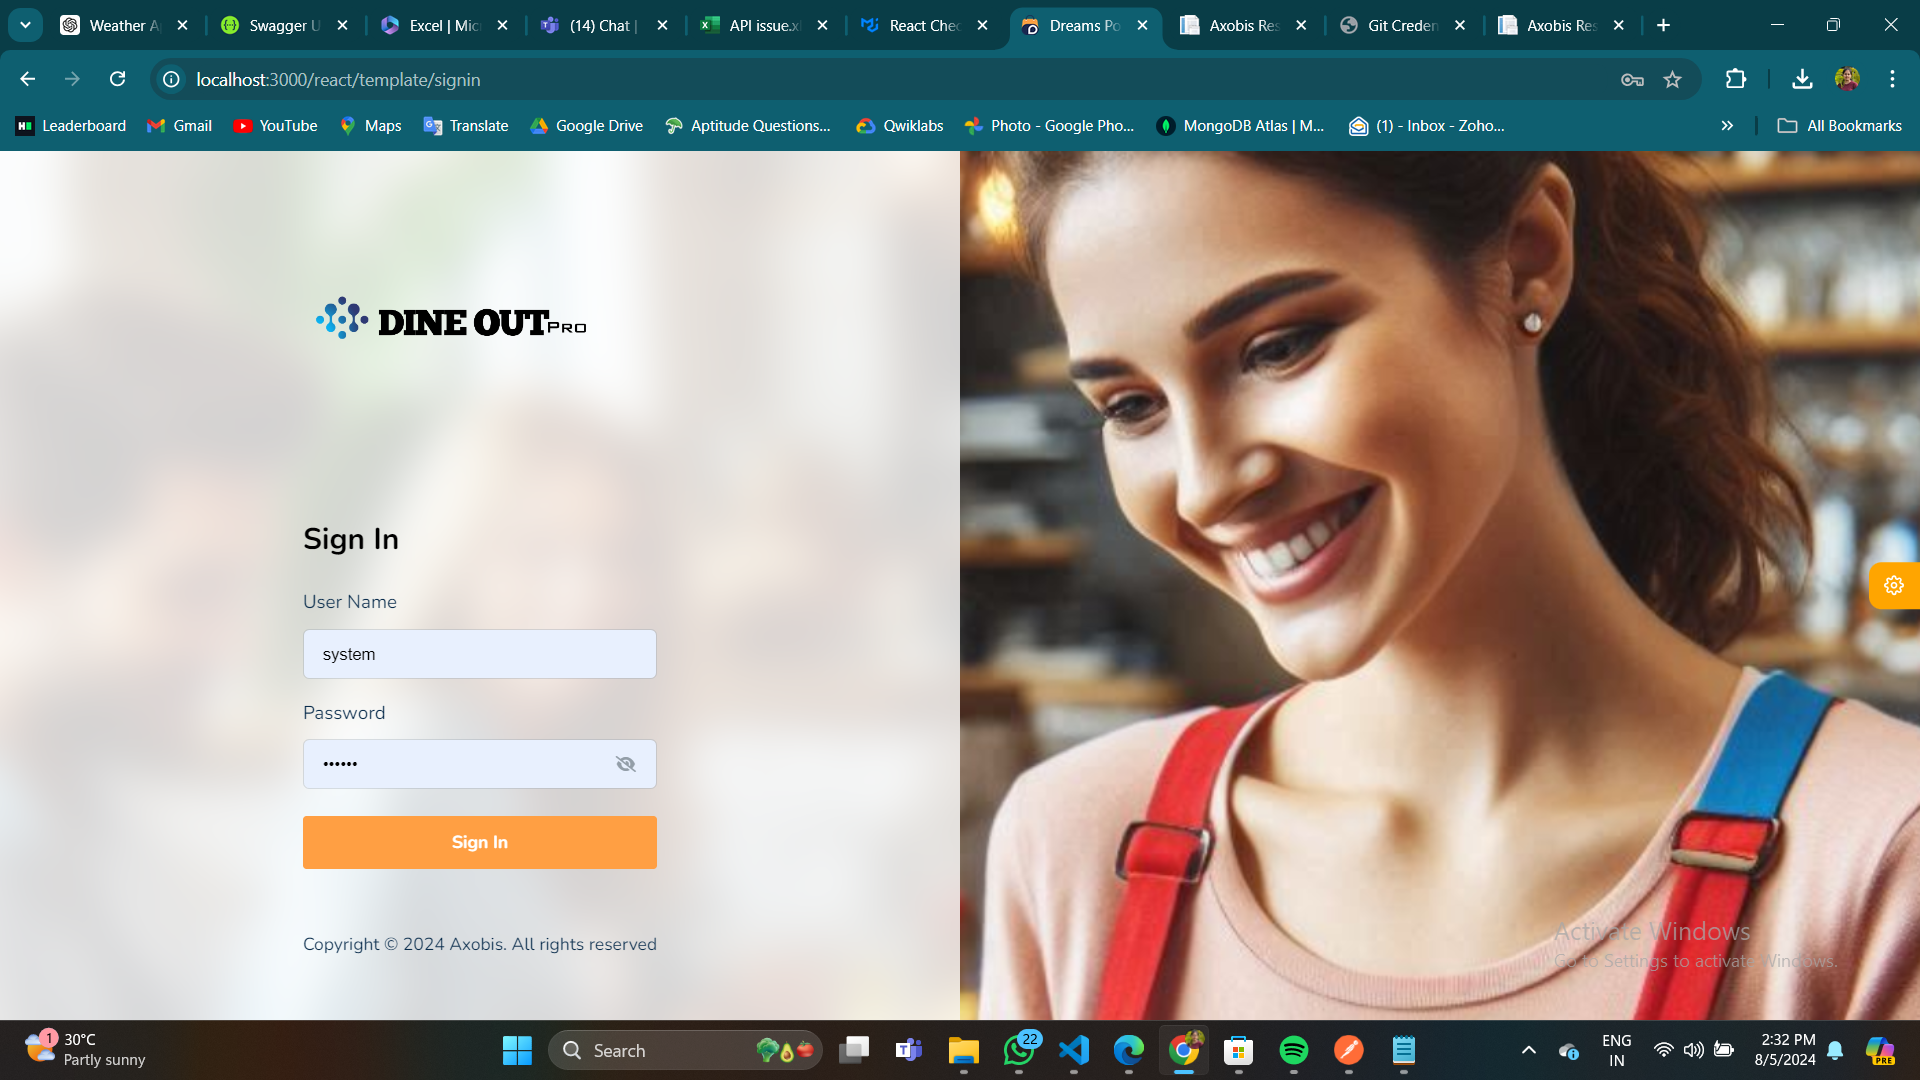 Weather A
Swagger U
Excel | Mic
(14) Chat |
API issue.x
React Chec
Dreams Po
Axobis Res
Git Creden
Axobis Res
localhost:3000/react/template/signin
Leaderboard
Gmail
YouTube
Maps
Translate
Google Drive
Aptitude Questions...
Qwiklabs
Photo - Google Pho...
MongoDB Atlas | M...
(1) - Inbox - Zoho...
All Bookmarks
DINE OUT PRO
Sign In
User Name
system
Password
Sign In
Copyright © 2024 Axobis. All rights reserved
Activate Windows
Go to Settings to activate Windows.
1
30°C
Partly sunny
Search
22
ENG
IN
2:32 PM
8/5/2024
PRE